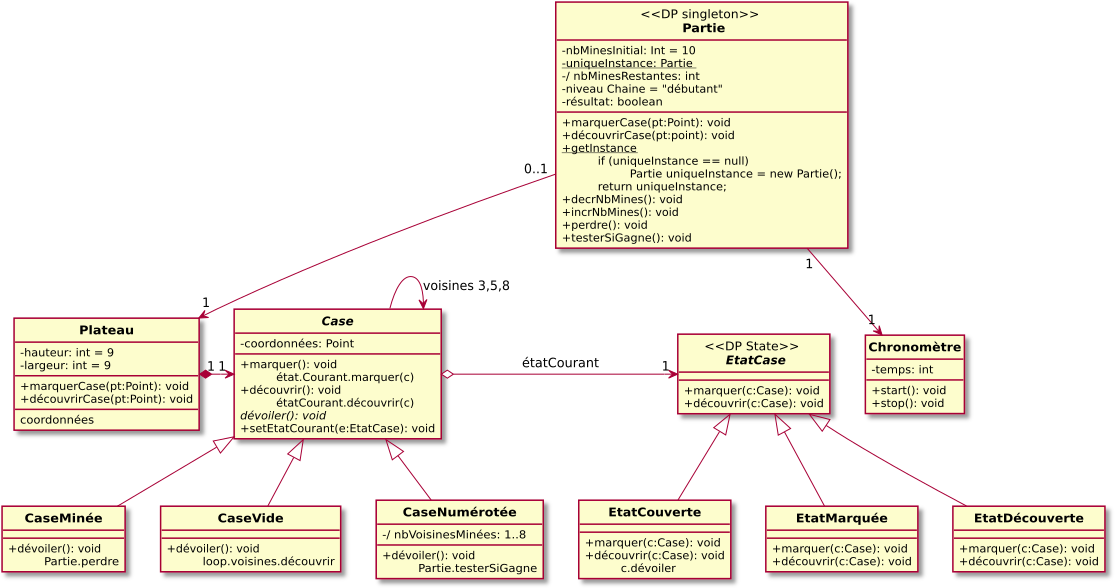 <<DP singleton>>
Partie
-nbMinesInitial: Int = 10
-uniqueInstance: Partie
-/ nbMinesRestantes: int
-niveau Chaine = "débutant"
-résultat: boolean
+marquerCase(pt:Point): void
+découvrirCase(pt:point): void
+getInstance
if (uniqueInstance == null)
Partie uniqueInstance = new Partie();
return uniqueInstance;
+decrNbMines(): void
+incrNbMines(): void
+perdre(): void
+testerSiGagne(): void
0..1
1
1
1
voisines 3,5,8
Plateau
-hauteur: int = 9
-largeur: int = 9
+marquerCase(pt:Point): void
+découvrirCase(pt:Point): void
coordonnées
1 1
Case
-coordonnées: Point
+marquer(): void
état.Courant.marquer(c)
+découvrir(): void
étatCourant.découvrir(c)
dévoiler(): void
+setEtatCourant(e:EtatCase): void
étatCourant
1
<<DP State>>
EtatCase
+marquer(c:Case): void
+découvrir(c:Case): void
Chronomètre
-temps: int
+start(): void
+stop(): void
CaseMinée
+dévoiler(): void
Partie.perdre
CaseVide
+dévoiler(): void
loop.voisines.découvrir
CaseNumérotée
-/ nbVoisinesMinées: 1..8
+dévoiler(): void
Partie.testerSiGagne
EtatCouverte
+marquer(c:Case): void
+découvrir(c:Case): void
c.dévoiler
EtatMarquée
+marquer(c:Case): void
+découvrir(c:Case): void
EtatDécouverte
+marquer(c:Case): void
+découvrir(c:Case): void